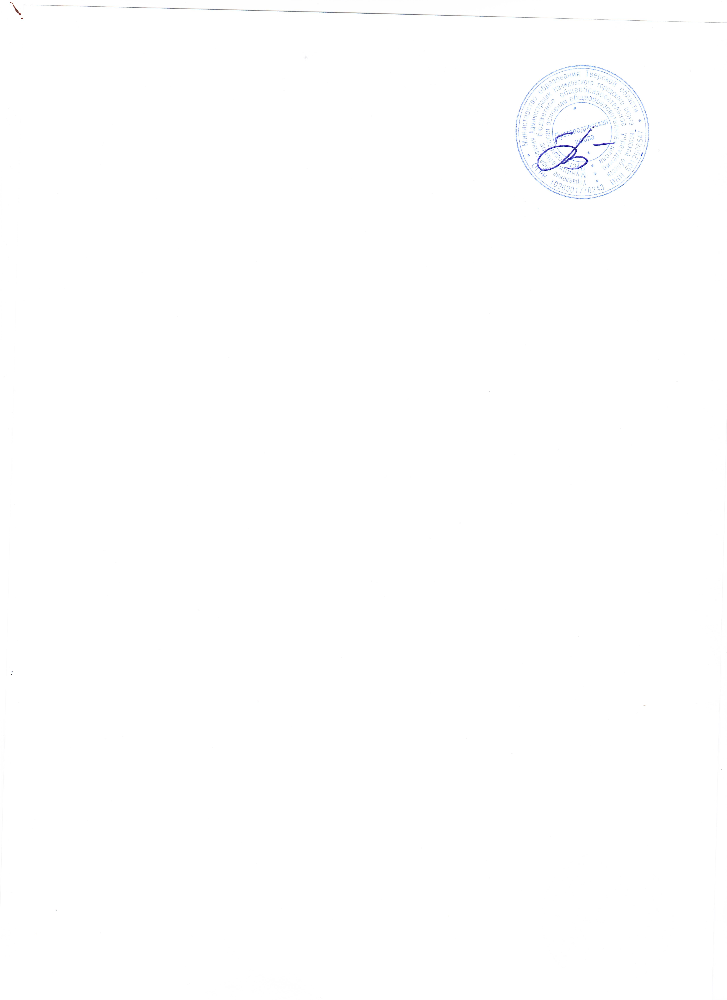 * Министерство образования Тверской области *
ОГРН 1026901778243 ИНН 6912006547
Управление образования Администрации Нелидовского городского округа Тверской области *
Муниципальное бюджетное общеобразовательное учреждение *
Пустоподлесская основная общеобразовательная школа *
*
Пустоподлесская
школа
*